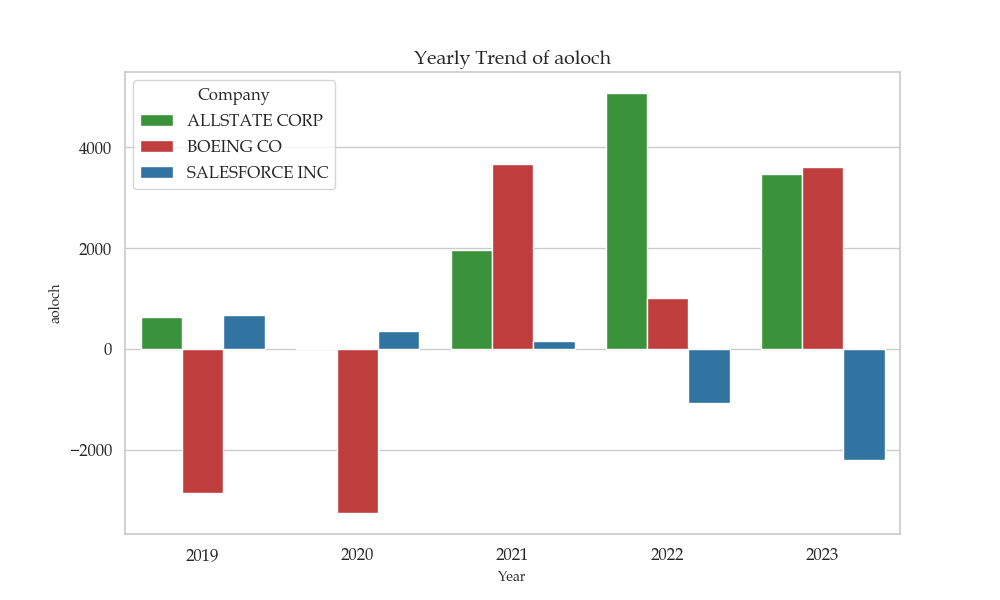 Yearly Trend of aoloch
Company
ALLSTATE CORP
BOEING CO
SALESFORCE INC
4000
2000
0
−2000
aoloch
2019 2020 2021 2022 2023
Year